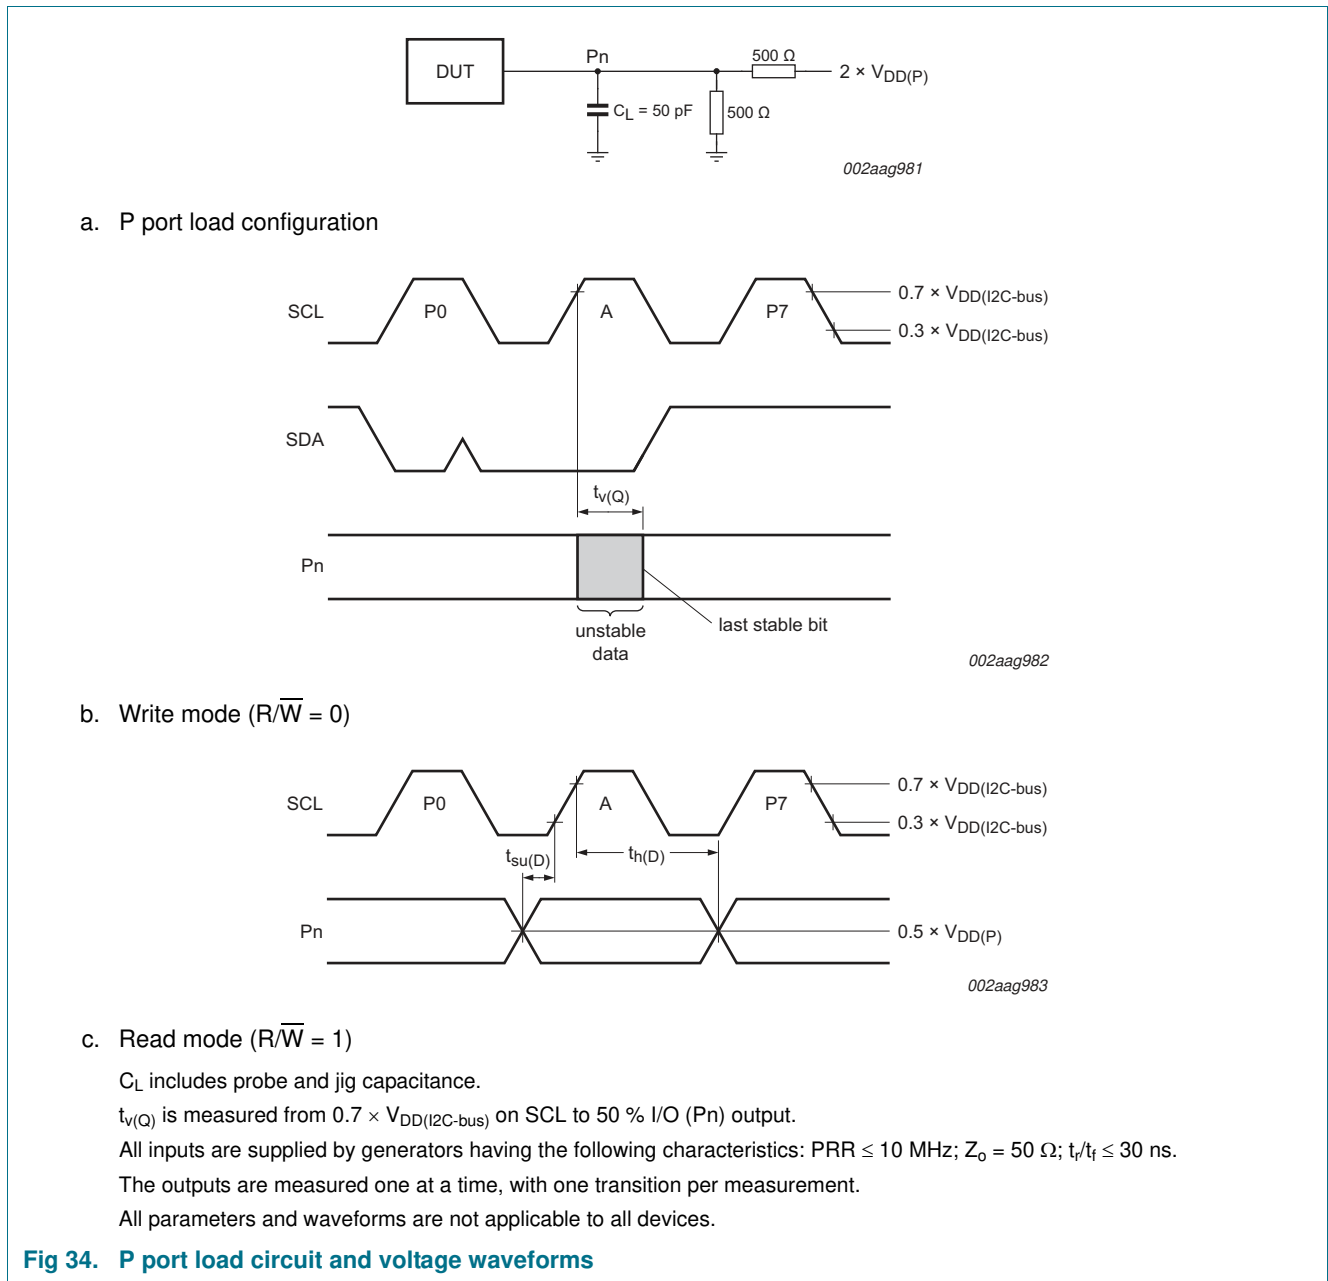 DUT
Pn
500 Ω
2 × VDD(P)
CL = 50 pF
500 Ω
002aag981
a. P port load configuration
SCL
P0
A
P7
0.7 × VDD(I2C-bus)
0.3 × VDD(I2C-bus)
SDA
tv(Q)
Pn
unstable
data
last stable bit
002aag982
b. Write mode (R/W̅ = 0)
SCL
P0
A
P7
0.7 × VDD(I2C-bus)
0.3 × VDD(I2C-bus)
tsu(D)
th(D)
Pn
0.5 × VDD(P)
002aag983
c. Read mode (R/W̅ = 1)
CL includes probe and jig capacitance.
tv(Q) is measured from 0.7 × VDD(I2C-bus) on SCL to 50 % I/O (Pn) output.
All inputs are supplied by generators having the following characteristics: PRR ≤ 10 MHz; Zo = 50 Ω; tr/tf ≤ 30 ns.
The outputs are measured one at a time, with one transition per measurement.
All parameters and waveforms are not applicable to all devices.
Fig 34. P port load circuit and voltage waveforms